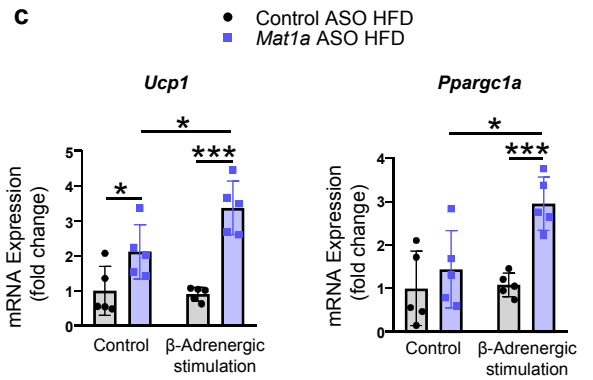 c
Control ASO HFD
Mat1a ASO HFD
Ucp1
mRNA Expression
(fold change)
5
4
3
2
1
0
*
*
***
Control
β-Adrenergic
stimulation
Ppargc1a
mRNA Expression
(fold change)
4
3
2
1
0
*
***
Control
β-Adrenergic
stimulation